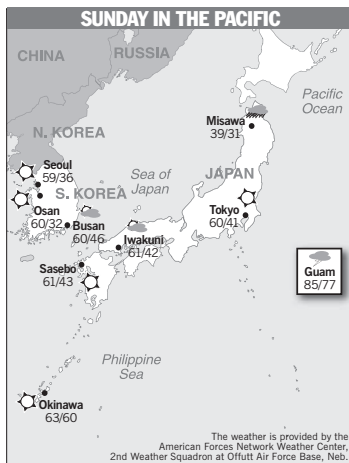 SUNDAY IN THE PACIFIC
CHINA
RUSSIA
Pacific
Ocean
Misawa
39/31
N. KOREA
Seoul
59/36
Sea of
Japan
JAPAN
S. KOREA
Osan
60/32
Busan
60/46
Tokyo
60/41
Iwakuni
61/42
Sasebo
61/43
Guam
85/77
Philippine
Sea
Okinawa
63/60
The weather is provided by the
American Forces Network Weather Center,
2nd Weather Squadron at Offutt Air Force Base, Neb.